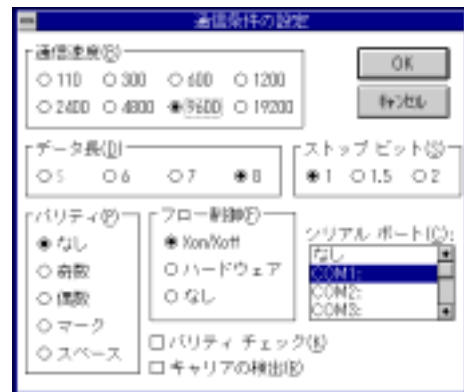 通信条件の設定
通信速度(B)
110 300 600 1200
2400 4800 9600 19200
OK
キャンセル
データ長(D)
5 6 7 8
ストップ ビット(S)
1 1.5 2
パリティ(P)
なし
奇数
偶数
マーク
スペース
フロー制御(F)
Xon/Xoff
ハードウェア
なし
シリアル ポート(C):
なし
COM1:
COM2:
COM3:
パリティ チェック(K)
キャリアの検出(R)